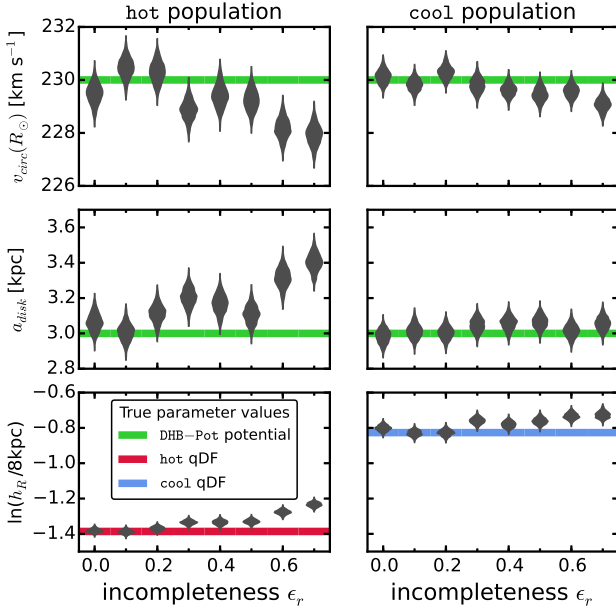 hot population
cool population
232
230
228
226
v_circ(R_⊙) [km s⁻¹]
3.6
3.4
3.2
3.0
2.8
a_disk [kpc]
−0.6
−0.8
−1.0
−1.2
−1.4
ln(h_R/8kpc)
True parameter values
DHB−Pot potential
hot qDF
cool qDF
0.0 0.2 0.4 0.6
0.0 0.2 0.4 0.6
incompleteness ϵ_r
incompleteness ϵ_r